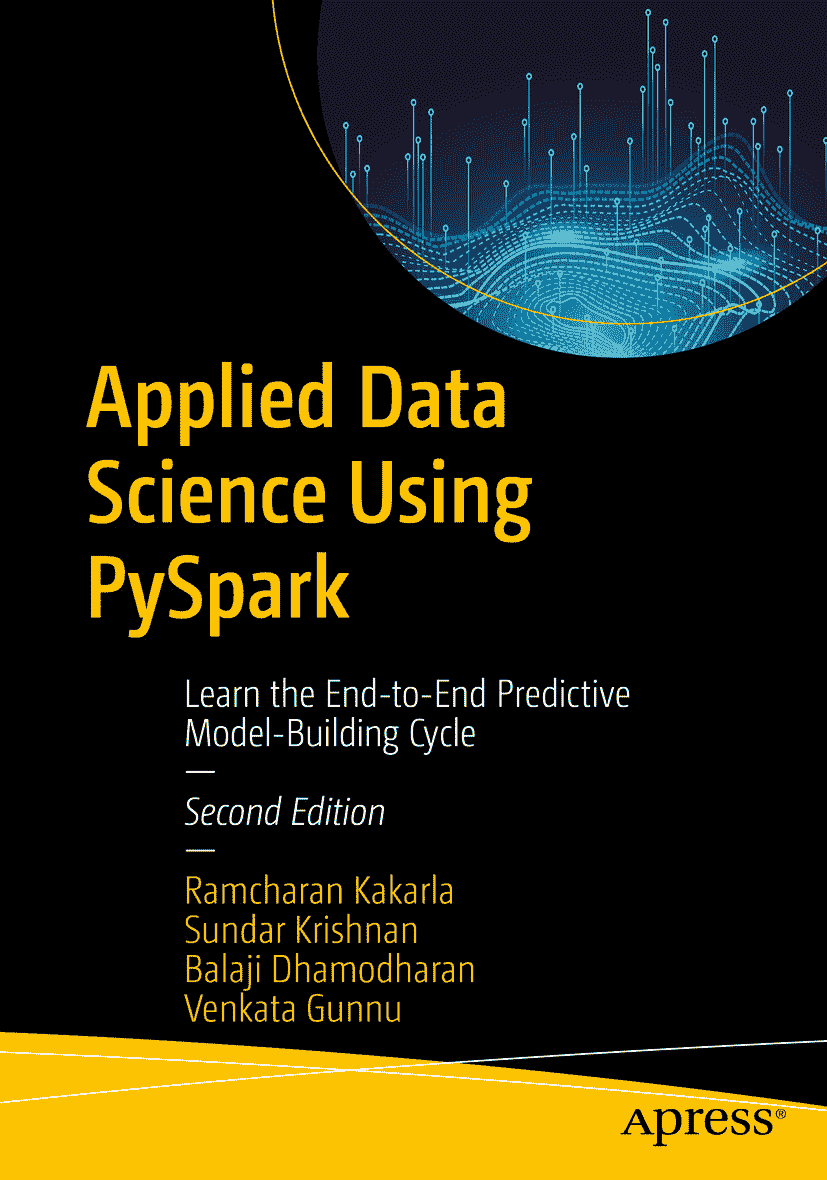 Applied Data
Science Using
PySpark
Learn the End-to-End Predictive
Model-Building Cycle
—
Second Edition
—
Ramcharan Kakarla
Sundar Krishnan
Balaji Dhamodharan
Venkata Gunnu
Apress®